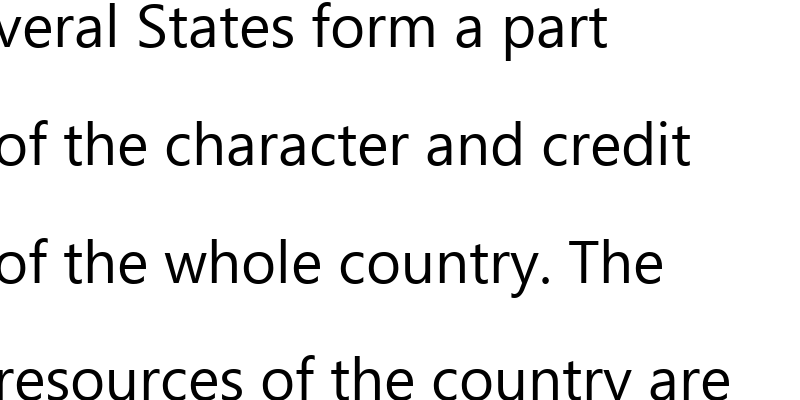 veral States form a part
of the character and credit
of the whole country. The
resources of the country are